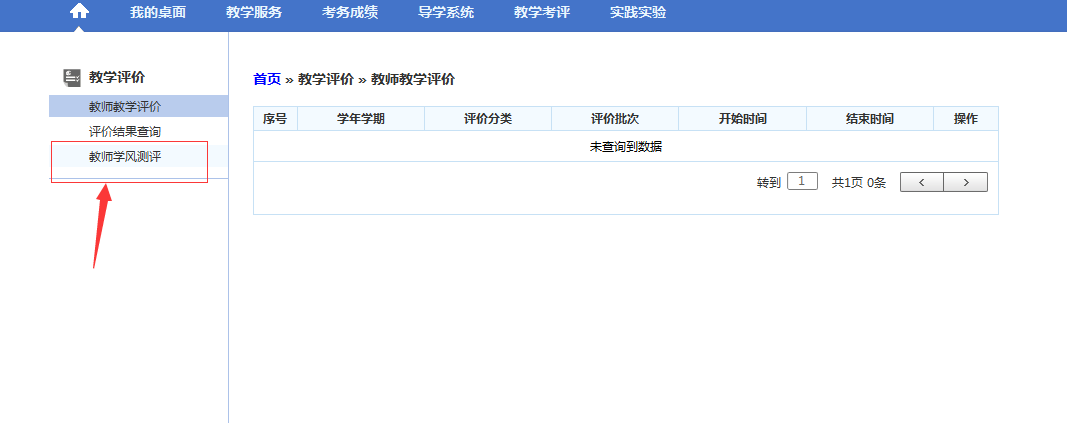 我的桌面 教学服务 考务成绩 导学系统 教学考评 实践实验
教学评价
教师教学评价
评价结果查询
教师学风测评
首页 » 教学评价 » 教师教学评价
序号 学年学期 评价分类 评价批次 开始时间 结束时间 操作
未查询到数据
转到 1 共1页 0条 < >